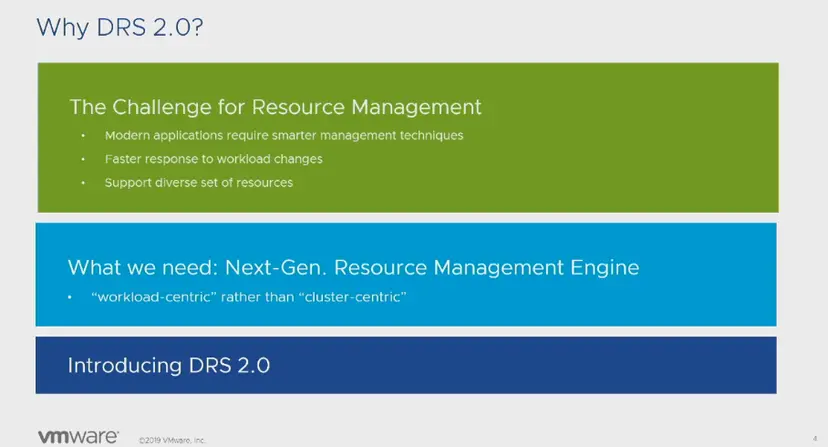 Why DRS 2.0?
The Challenge for Resource Management
• Modern applications require smarter management techniques
• Faster response to workload changes
• Support diverse set of resources
What we need: Next-Gen. Resource Management Engine
• “workload-centric” rather than “cluster-centric”
Introducing DRS 2.0
vmware® ©2019 VMware, Inc. 4